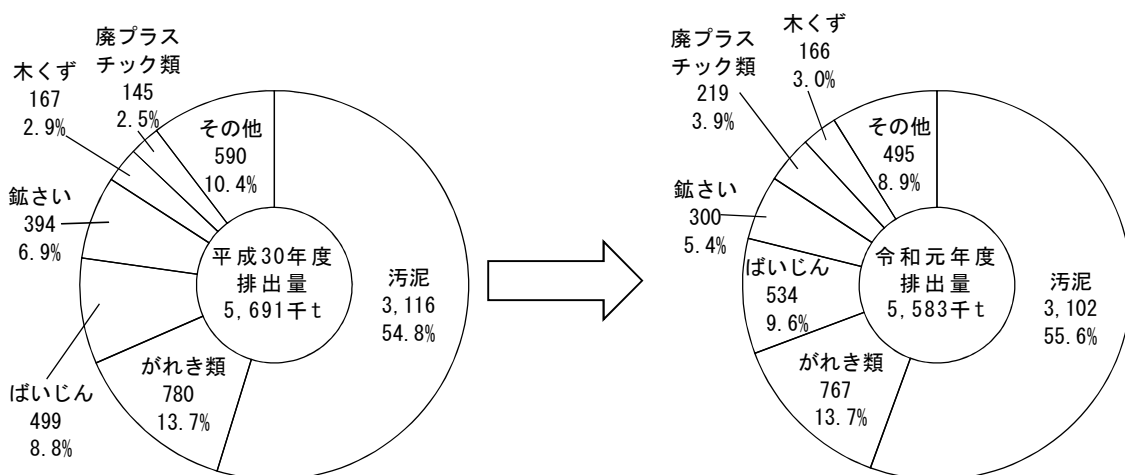 廃プラス
チック類
145
2.5%
木くず
167
2.9%
その他
590
10.4%
鉱さい
394
6.9%
平成30年度
排出量
5,691千t
汚泥
3,116
54.8%
ばいじん
499
8.8%
がれき類
780
13.7%
木くず
166
3.0%
廃プラス
チック類
219
3.9%
その他
495
8.9%
鉱さい
300
5.4%
ばいじん
534
9.6%
令和元年度
排出量
5,583千t
汚泥
3,102
55.6%
がれき類
767
13.7%